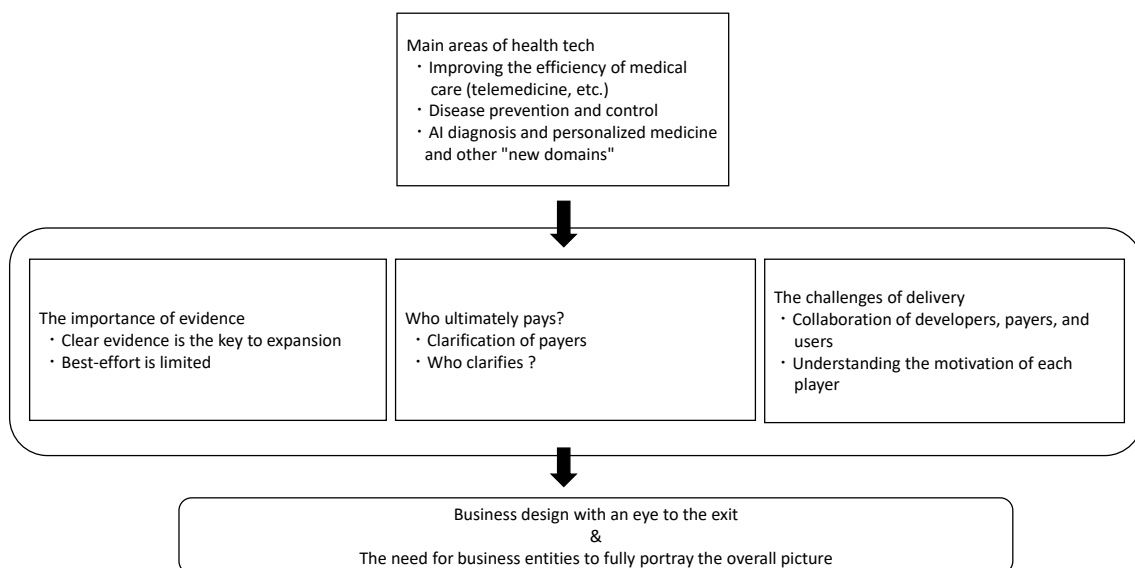 Main areas of health tech
・Improving the efficiency of medical
care (telemedicine, etc.)
・Disease prevention and control
・AI diagnosis and personalized medicine
and other "new domains"
The importance of evidence
・Clear evidence is the key to expansion
・Best-effort is limited
Who ultimately pays?
・Clarification of payers
・Who clarifies ?
The challenges of delivery
・Collaboration of developers, payers, and
users
・Understanding the motivation of each
player
Business design with an eye to the exit
&
The need for business entities to fully portray the overall picture